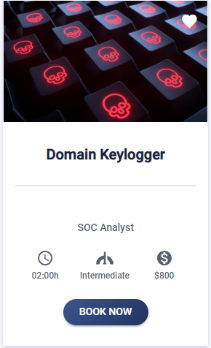 Domain Keylogger
SOC Analyst
02:00h
Intermediate
$800
BOOK NOW